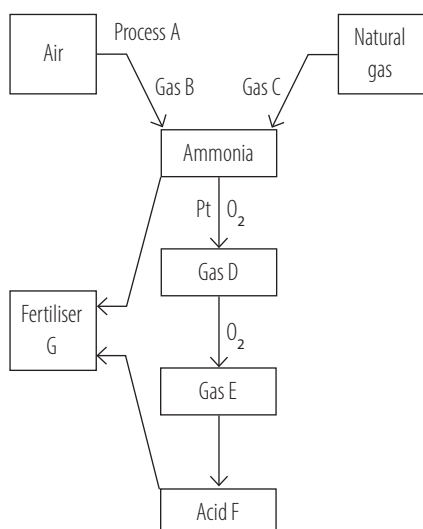 Air
Process A
Gas B
Gas C
Natural
gas
Ammonia
Pt O₂
Gas D
Fertiliser
G
O₂
Gas E
Acid F